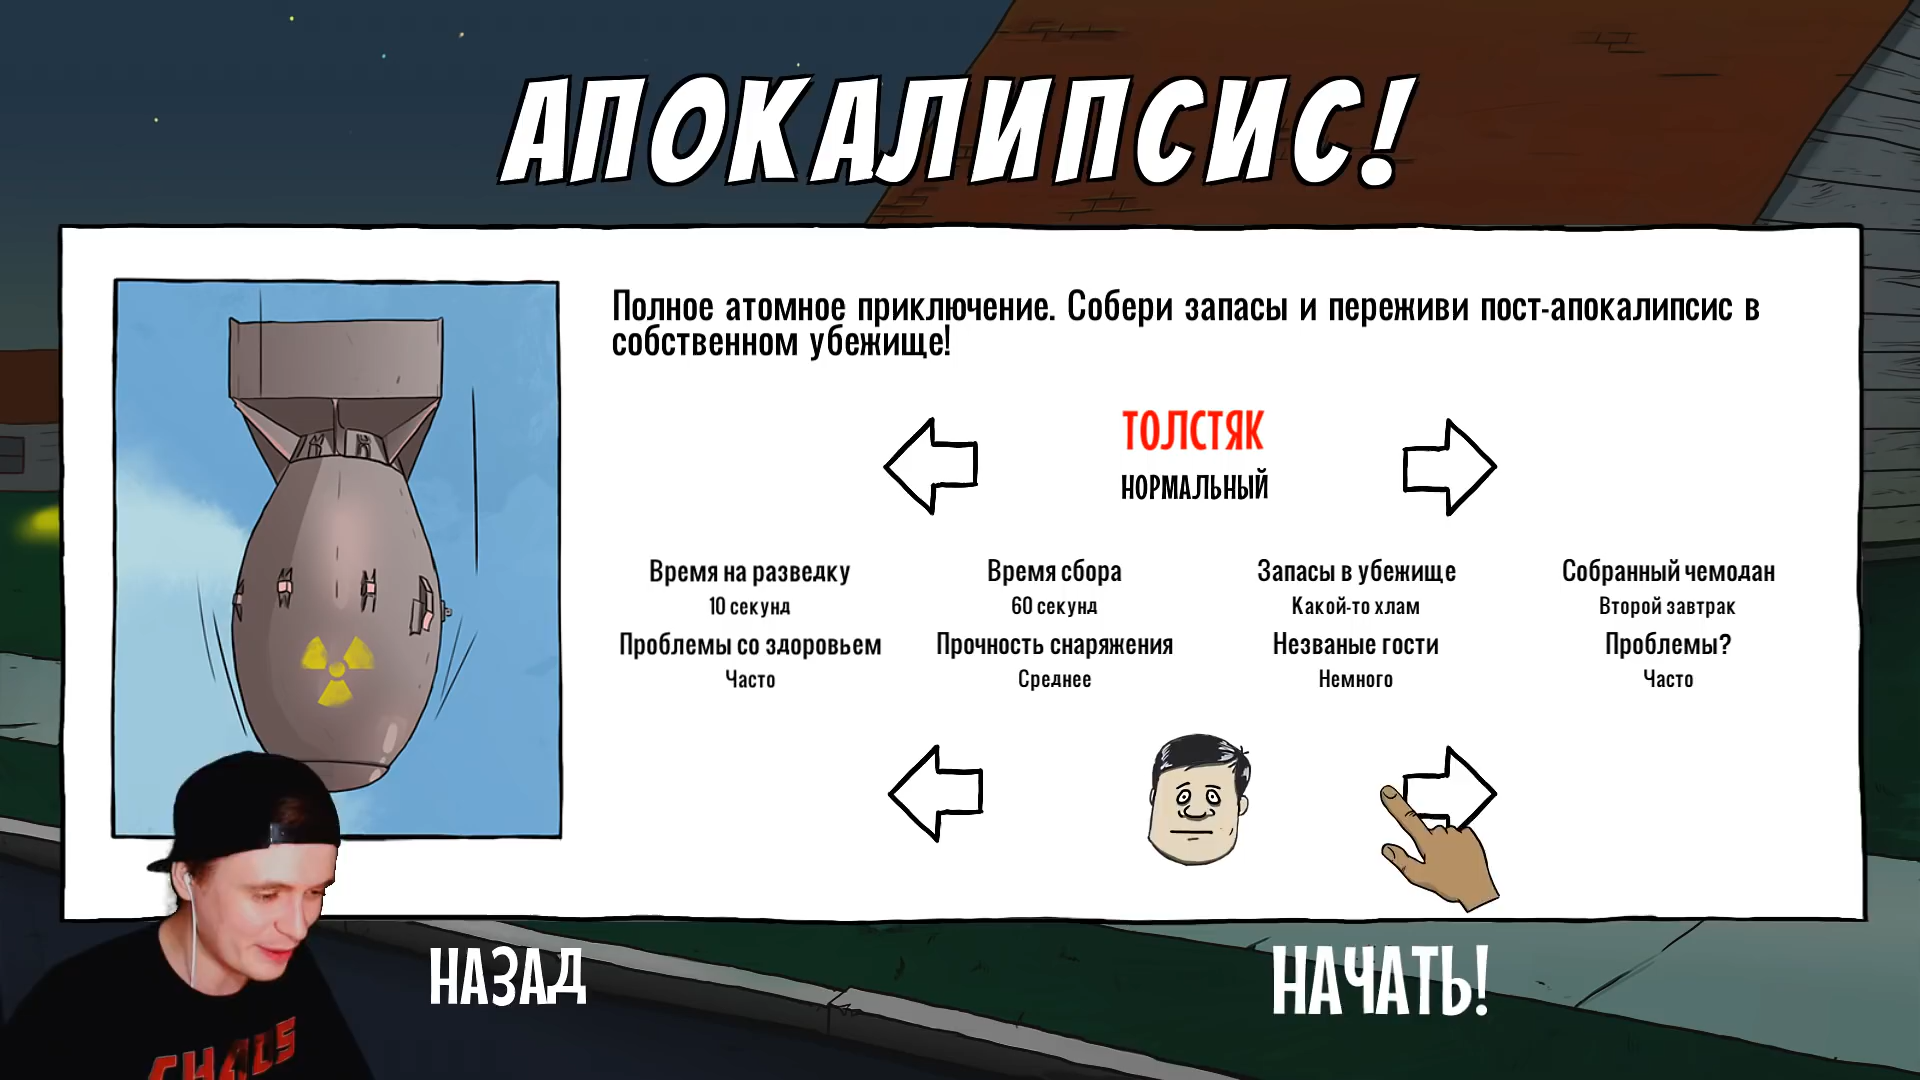 АПОКАЛИПСИС!
Полное атомное приключение. Собери запасы и переживи пост-апокалипсис в
собственном убежище!
ТОЛСТЯК
НОРМАЛЬНЫЙ
Время на разведку
10 секунд
Время сбора
60 секунд
Запасы в убежище
Какой-то хлам
Собранный чемодан
Второй завтрак
Проблемы со здоровьем
Часто
Прочность снаряжения
Среднее
Незваные гости
Немного
Проблемы?
Часто
НАЗАД
НАЧАТЬ!
CHAOS